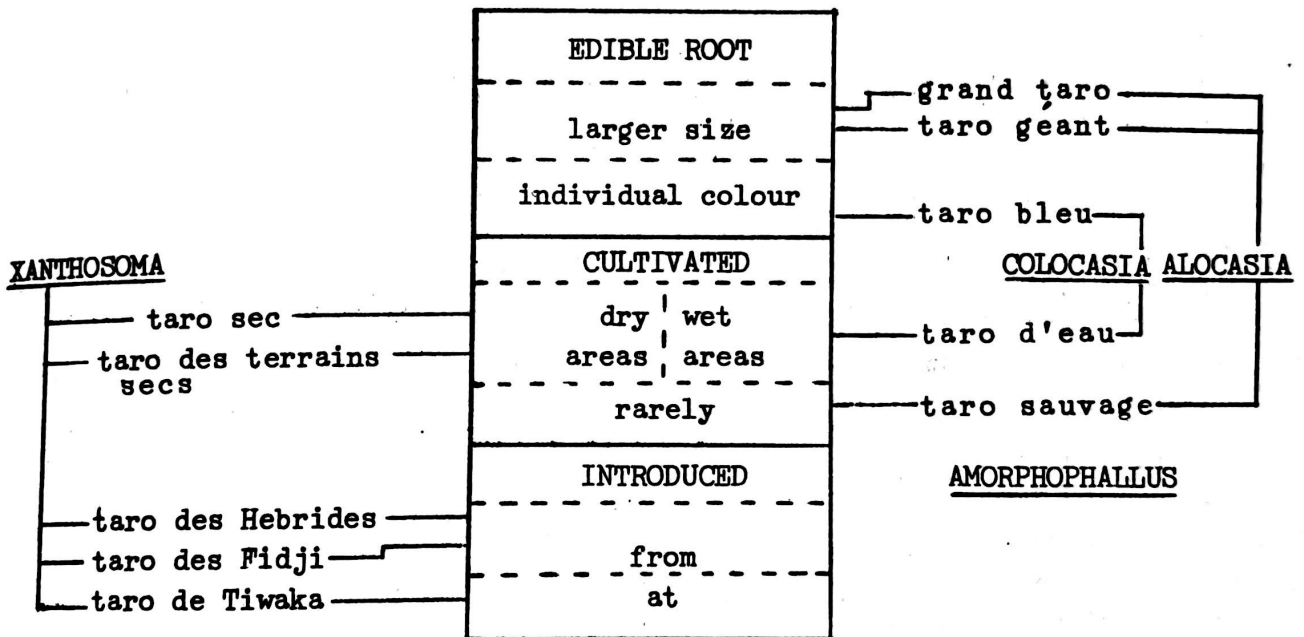 EDIBLE ROOT
grand taro
larger size
taro géant
individual colour
taro bleu
XANTHOSOMA
CULTIVATED
COLOCASIA ALOCASIA
taro sec
dry wet
taro d'eau
taro des terrains
secs
areas areas
rarely
taro sauvage
INTRODUCED
AMORPHOPHALLUS
taro des Hebrides
taro des Fidji
from
taro de Tiwaka
at